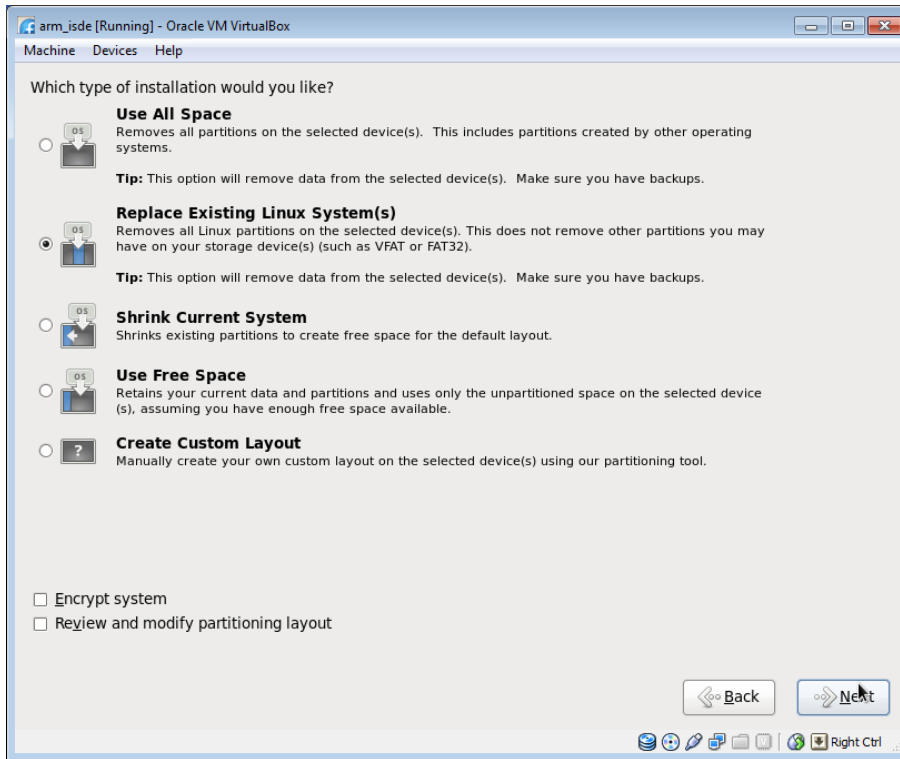 arm_isde [Running] - Oracle VM VirtualBox
Machine Devices Help
Which type of installation would you like?
Use All Space
Removes all partitions on the selected device(s). This includes partitions created by other operating
systems.
Tip: This option will remove data from the selected device(s). Make sure you have backups.
Replace Existing Linux System(s)
Removes all Linux partitions on the selected device(s). This does not remove other partitions you may
have on your storage device(s) (such as VFAT or FAT32).
Tip: This option will remove data from the selected device(s). Make sure you have backups.
Shrink Current System
Shrinks existing partitions to create free space for the default layout.
Use Free Space
Retains your current data and partitions and uses only the unpartitioned space on the selected device
(s), assuming you have enough free space available.
Create Custom Layout
Manually create your own custom layout on the selected device(s) using our partitioning tool.
OS
OS
OS
OS
?
Encrypt system
Review and modify partitioning layout
Back
Next
Right Ctrl